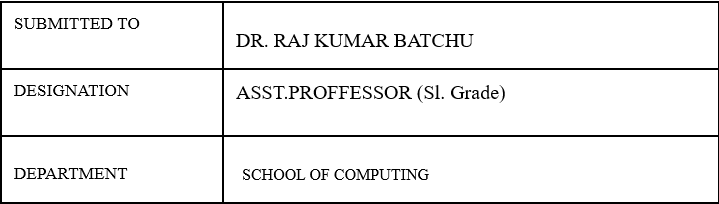 SUBMITTED TO
DR. RAJ KUMAR BATCHU
DESIGNATION
ASST.PROFFESSOR (Sl. Grade)
DEPARTMENT
SCHOOL OF COMPUTING